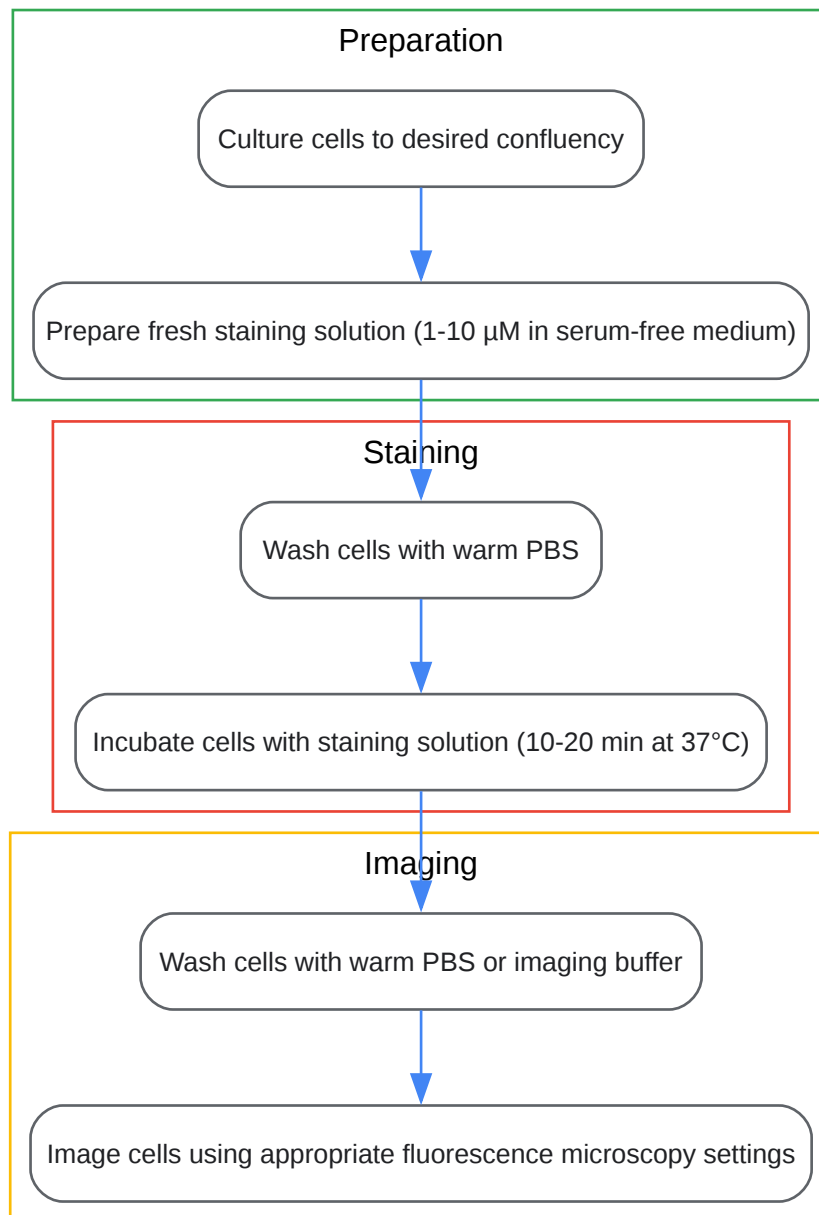 Preparation
Culture cells to desired confluency
Prepare fresh staining solution (1-10 µM in serum-free medium)
Staining
Wash cells with warm PBS
Incubate cells with staining solution (10-20 min at 37°C)
Imaging
Wash cells with warm PBS or imaging buffer
Image cells using appropriate fluorescence microscopy settings